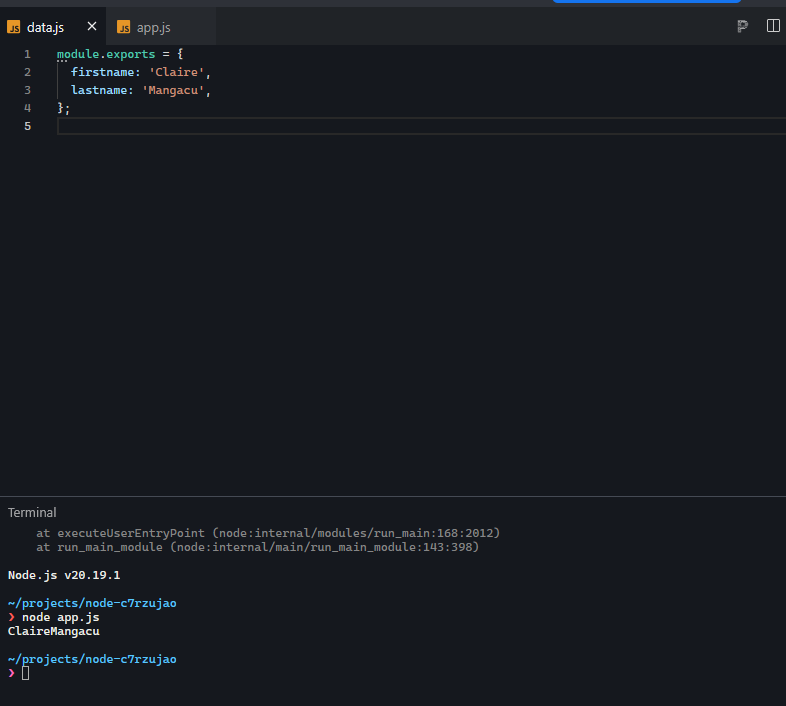 data.js
app.js
1 module.exports = {
2 firstname: 'Claire',
3 lastname: 'Mangacu',
4 };
5
Terminal
at executeUserEntryPoint (node:internal/modules/run_main:168:2012)
at run_main_module (node:internal/main/run_main_module:143:398)
Node.js v20.19.1
~/projects/node-c7rzujao
❯ node app.js
ClaireMangacu
~/projects/node-c7rzujao
❯